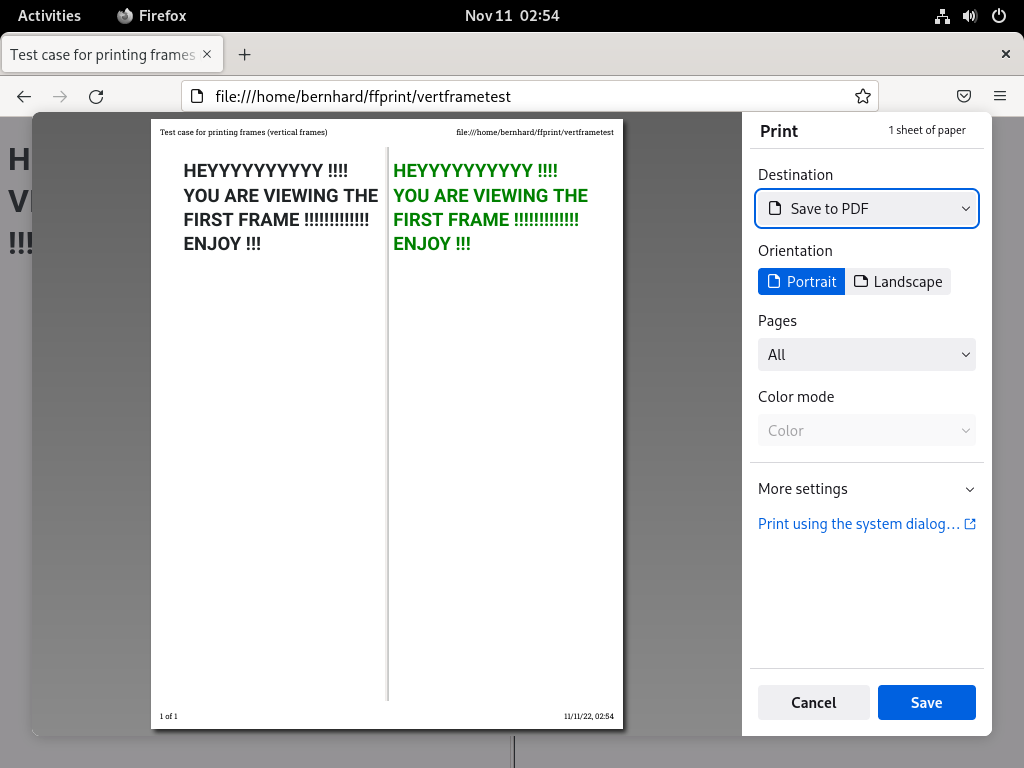 Activities Firefox Nov 11 02:54
Test case for printing frames
file:///home/bernhard/ffprint/vertframetest
H
!!!
Test case for printing frames (vertical frames) file:///home/bernhard/ffprint/vertframetest
HEYYYYYYYYYY !!!!
YOU ARE VIEWING THE
FIRST FRAME !!!!!!!!!!!!!
ENJOY !!!
HEYYYYYYYYYY !!!!
YOU ARE VIEWING THE
FIRST FRAME !!!!!!!!!!!!!
ENJOY !!!
1 of 1 11/11/22, 02:54
Print 1 sheet of paper
Destination
Save to PDF
Orientation
Portrait Landscape
Pages
All
Color mode
Color
More settings
Print using the system dialog…
Cancel Save